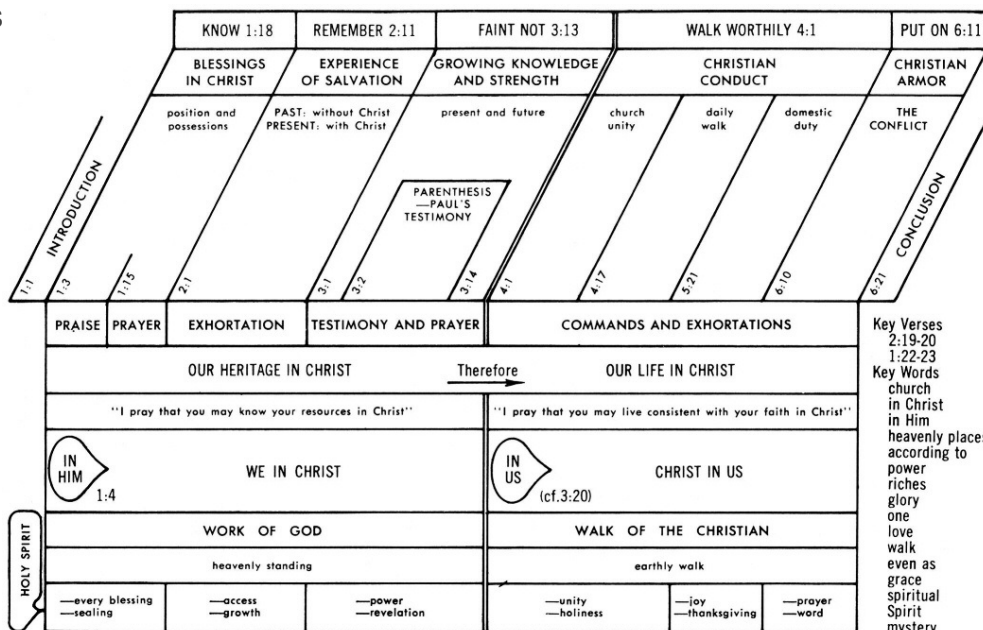 S
KNOW 1:18 REMEMBER 2:11 FAINT NOT 3:13 WALK WORTHILY 4:1 PUT ON 6:11
BLESSINGS
IN CHRIST
EXPERIENCE
OF SALVATION
GROWING KNOWLEDGE
AND STRENGTH
CHRISTIAN
CONDUCT
CHRISTIAN
ARMOR
position and
possessions
PAST: without Christ
PRESENT: with Christ
present and future
church
unity
daily
walk
domestic
duty
THE
CONFLICT
INTRODUCTION
PARENTHESIS
—PAUL'S
TESTIMONY
CONCLUSION
1:1 1:3 1:15 2:1 3:1 3:2 3:14 4:1 4:17 5:21 6:10 6:21
PRAISE PRAYER EXHORTATION TESTIMONY AND PRAYER COMMANDS AND EXHORTATIONS
OUR HERITAGE IN CHRIST Therefore OUR LIFE IN CHRIST
"I pray that you may know your resources in Christ" "I pray that you may live consistent with your faith in Christ"
IN
HIM
1:4
WE IN CHRIST
IN
US
(cf.3:20)
CHRIST IN US
WORK OF GOD WALK OF THE CHRISTIAN
heavenly standing earthly walk
HOLY SPIRIT
—every blessing
—sealing
—access
—growth
—power
—revelation
—unity
—holiness
—joy
—thanksgiving
—prayer
—word
Key Verses
2:19-20
1:22-23
Key Words
church
in Christ
in Him
heavenly places
according to
power
riches
glory
one
love
walk
even as
grace
spiritual
Spirit
mystery